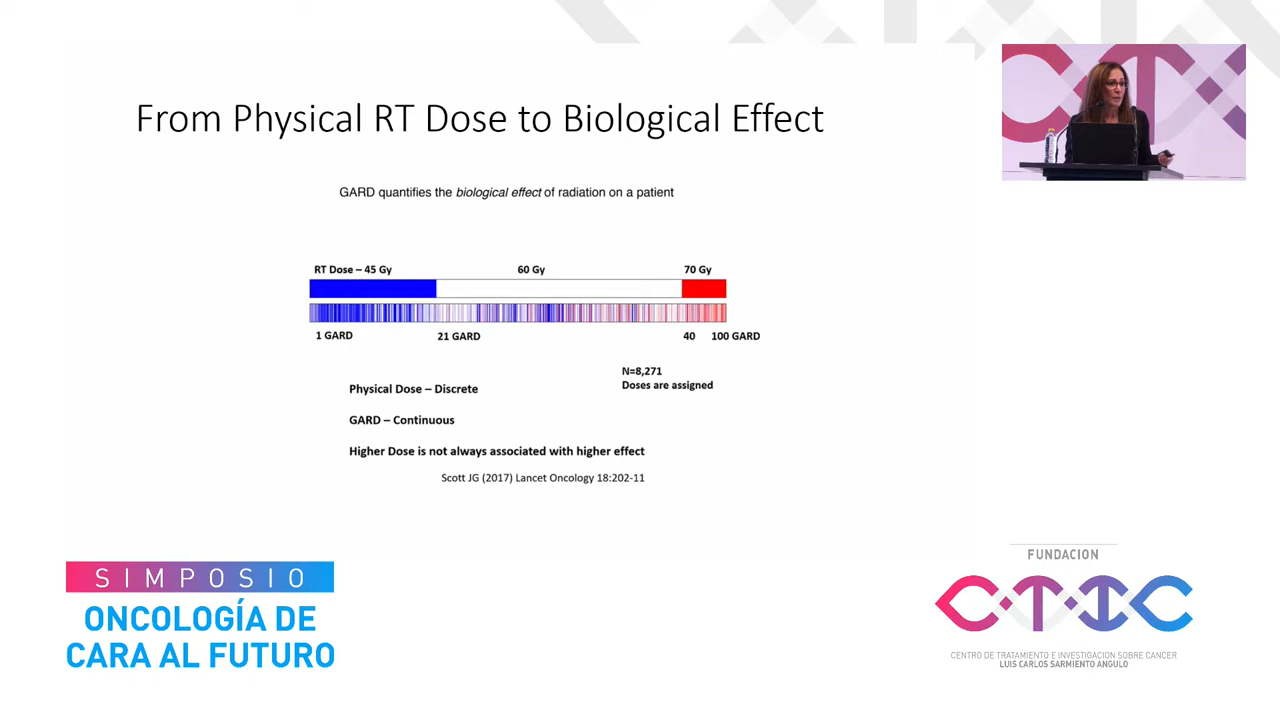 From Physical RT Dose to Biological Effect
GARD quantifies the biological effect of radiation on a patient
RT Dose – 45 Gy 60 Gy 70 Gy
1 GARD 21 GARD 40 100 GARD
N=8,271
Doses are assigned
Physical Dose – Discrete
GARD – Continuous
Higher Dose is not always associated with higher effect
Scott JG (2017) Lancet Oncology 18:202-11
SIMPOSIO
ONCOLOGÍA DE
CARA AL FUTURO
FUNDACION
CTIC
CENTRO DE TRATAMIENTO E INVESTIGACION SOBRE CANCER
LUIS CARLOS SARMIENTO ANGULO